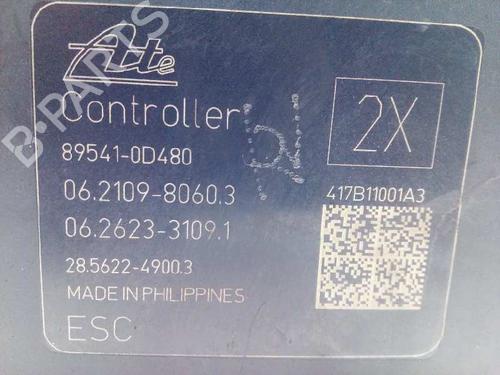 Ate
Controller
2X
89541-0D480
06.2109-8060.3
417B11001A3
06.2623-3109.1
28.5622-4900.3
MADE IN PHILIPPINES
ESC
B-PARTS